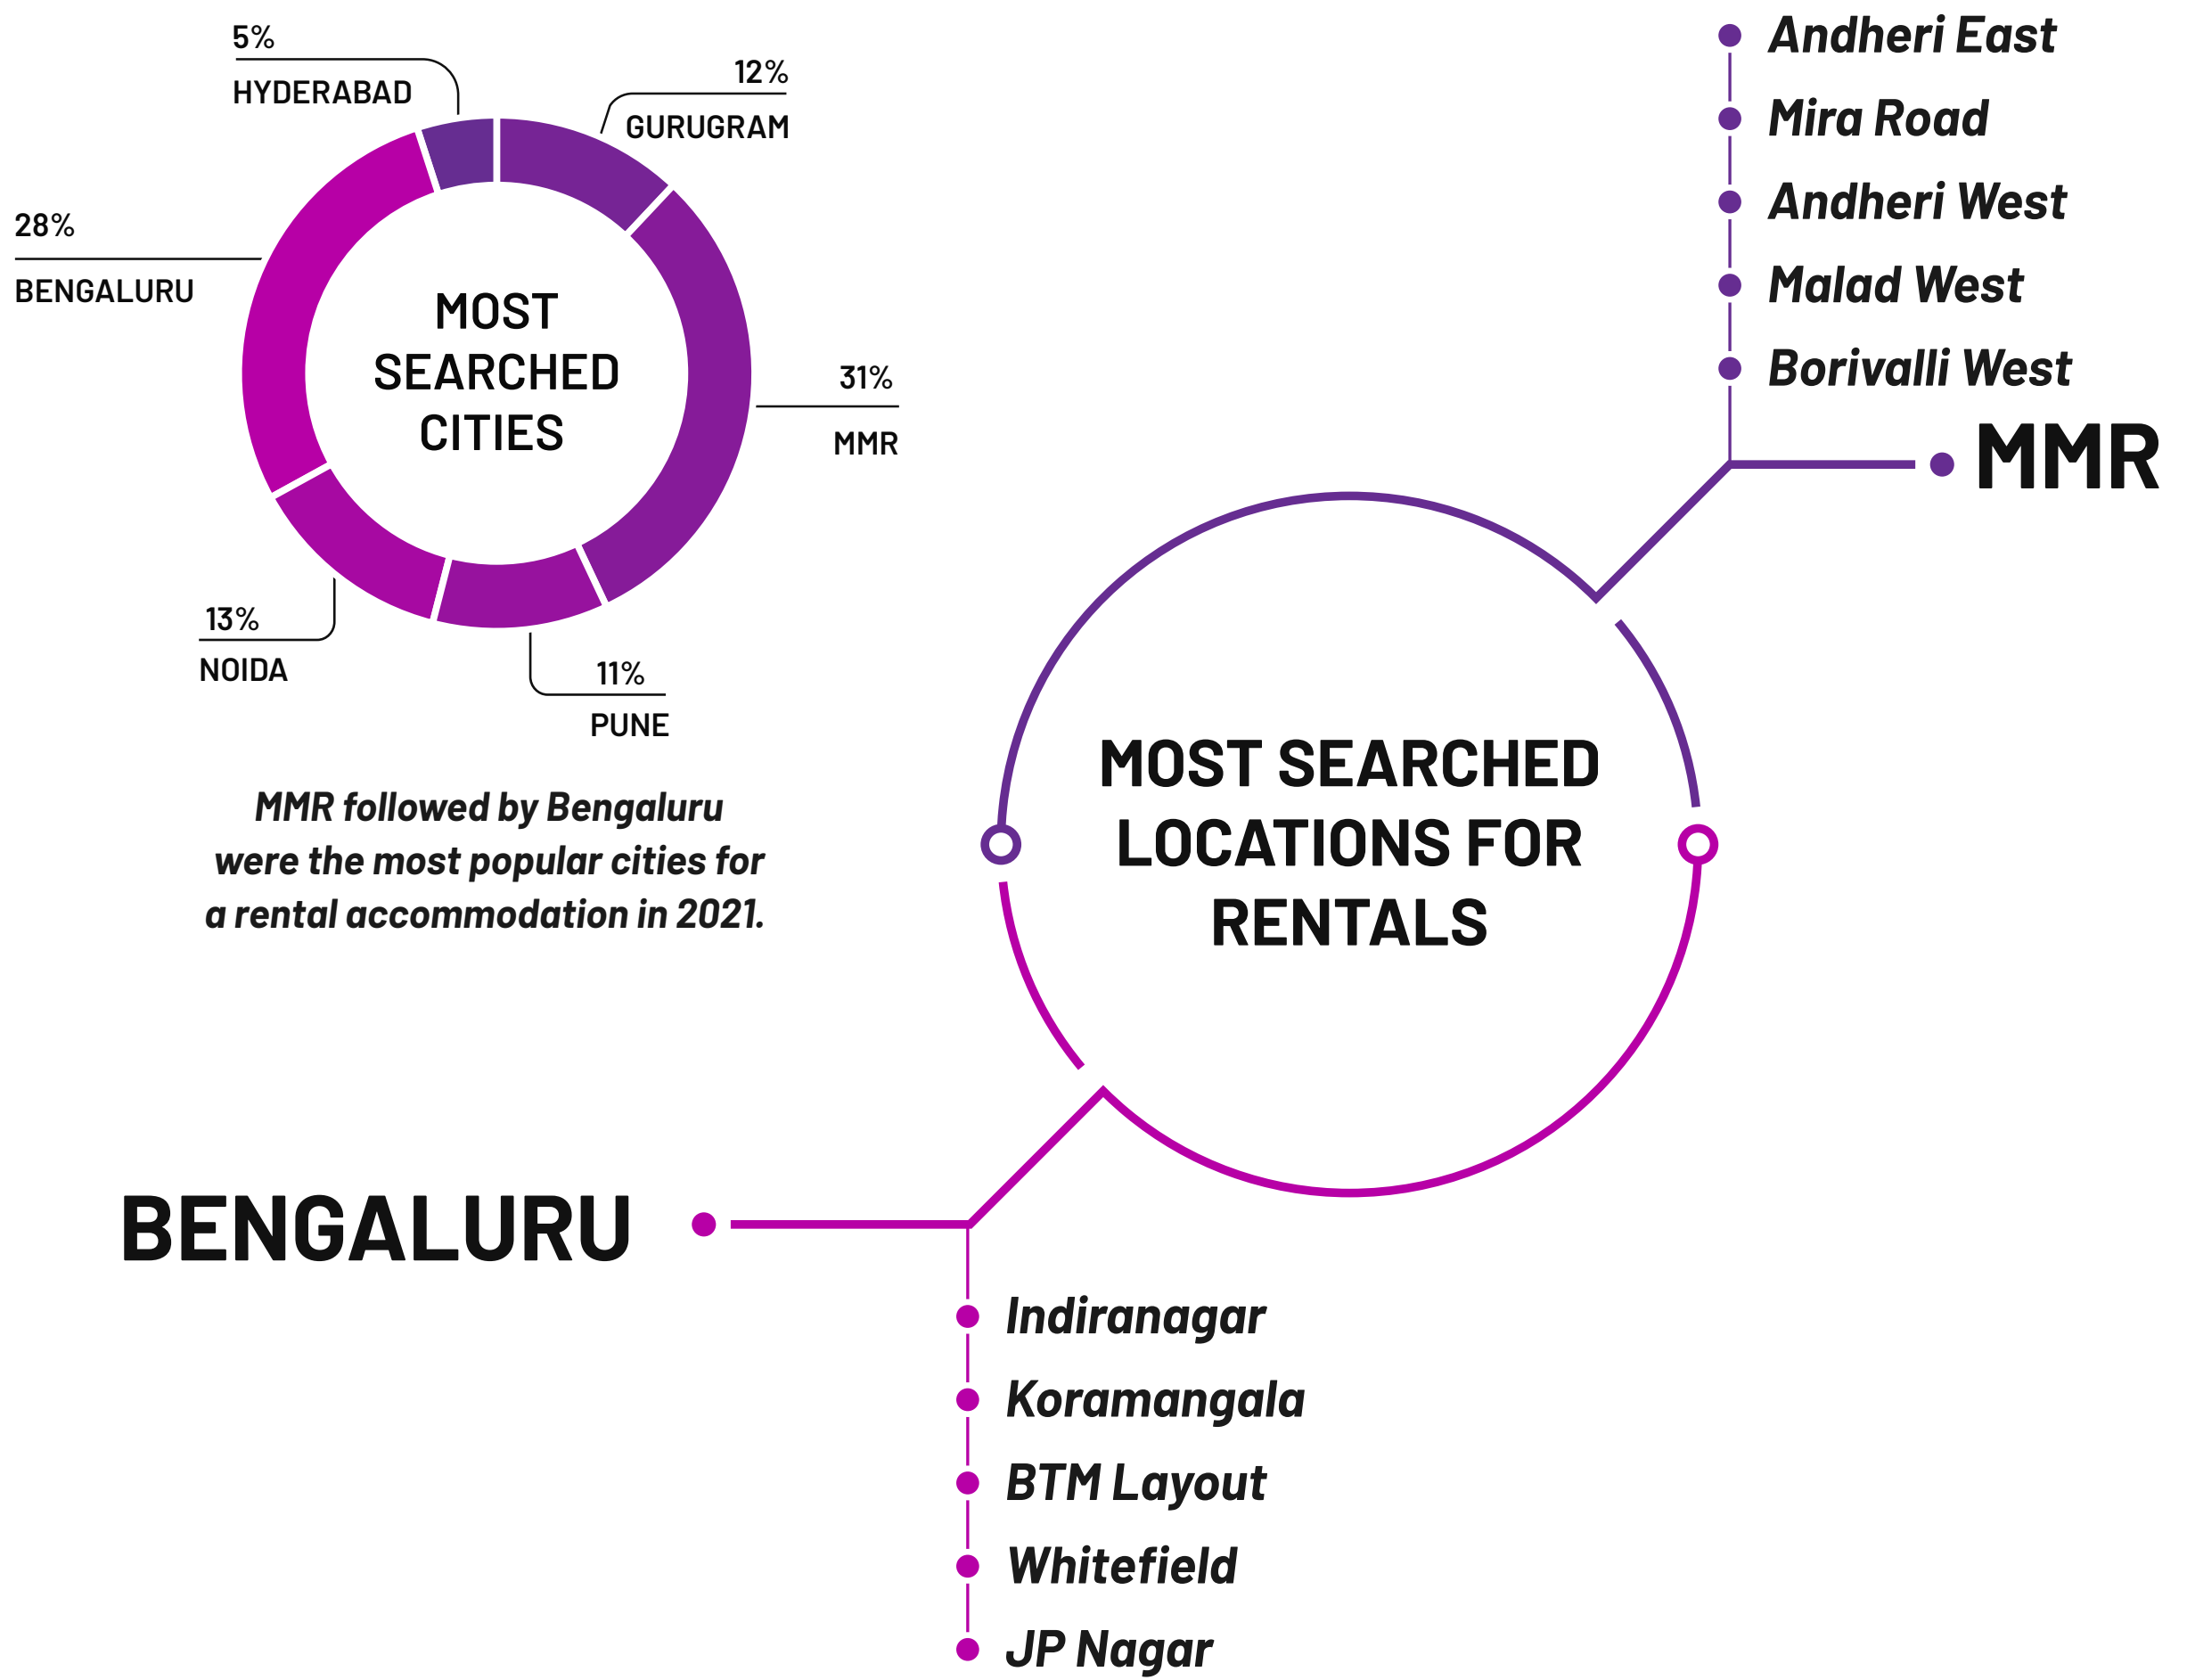 5%
HYDERABAD
12%
GURUGRAM
28%
BENGALURU
MOST
SEARCHED
CITIES
31%
MMR
13%
NOIDA
11%
PUNE
MMR followed by Bengaluru
were the most popular cities for
a rental accommodation in 2021.
Andheri East
Mira Road
Andheri West
Malad West
Borivalli West
MMR
MOST SEARCHED
LOCATIONS FOR
RENTALS
BENGALURU
Indiranagar
Koramangala
BTM Layout
Whitefield
JP Nagar